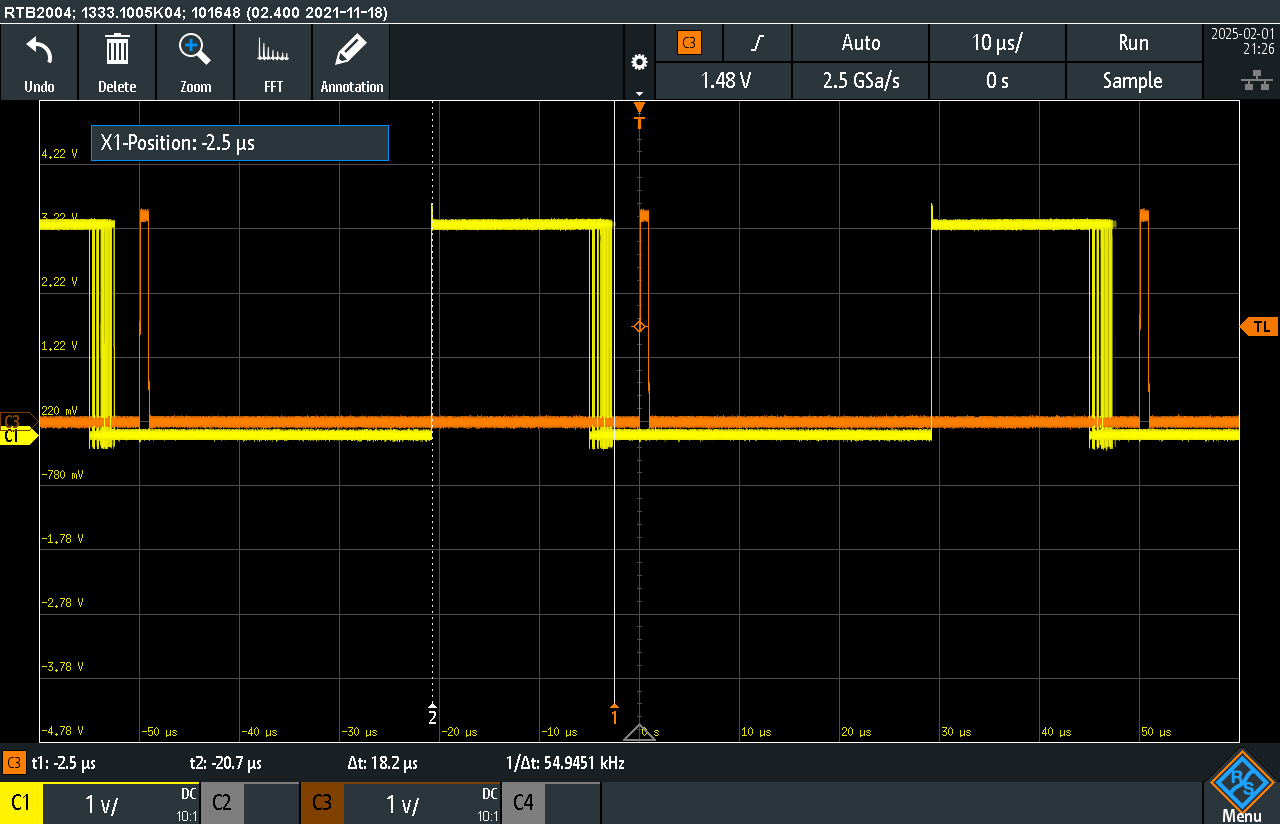 RTB2004; 1333.1005K04; 101648 (02.400 2021-11-18)
Undo
Delete
Zoom
FFT
Annotation
C3
Auto
10 µs/
Run
2025-02-01
21:26
1.48 V
2.5 GSa/s
0 s
Sample
T
X1-Position: -2.5 µs
4.22 V
3.22 V
2.22 V
1.22 V
TL
220 mV
C3
C1
-780 mV
-1.78 V
-2.78 V
-3.78 V
2
1
-4.78 V
-50 µs
-40 µs
-30 µs
-20 µs
-10 µs
0 s
10 µs
20 µs
30 µs
40 µs
50 µs
C3
t1: -2.5 µs
t2: -20.7 µs
Δt: 18.2 µs
1/Δt: 54.9451 kHz
C1
1 V/
DC
10:1
C2
C3
1 V/
DC
10:1
C4
R&S
Menu